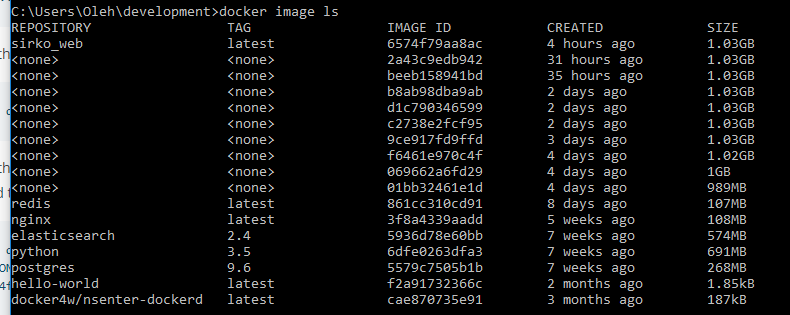 C:\Users\Oleh\development>docker image ls
REPOSITORY TAG IMAGE ID CREATED SIZE
sirko_web latest 6574f79aa8ac 4 hours ago 1.03GB
<none> <none> 2a43c9edb942 31 hours ago 1.03GB
<none> <none> beeb158941bd 35 hours ago 1.03GB
<none> <none> b8ab98dba9ab 2 days ago 1.03GB
<none> <none> d1c790346599 2 days ago 1.03GB
<none> <none> c2738e2fcf95 2 days ago 1.03GB
<none> <none> 9ce917fd9ffd 3 days ago 1.03GB
<none> <none> f6461e970c4f 4 days ago 1.02GB
<none> <none> 069662a6fd29 4 days ago 1GB
<none> <none> 01bb32461e1d 4 days ago 989MB
redis latest 861cc310cd91 8 days ago 107MB
nginx latest 3f8a4339aadd 5 weeks ago 108MB
elasticsearch 2.4 5936d78e60bb 7 weeks ago 574MB
python 3.5 6dfe0263dfa3 7 weeks ago 691MB
postgres 9.6 5579c7505b1b 7 weeks ago 268MB
hello-world latest f2a91732366c 2 months ago 1.85kB
docker4w/nsenter-dockerd latest cae870735e91 3 months ago 187kB